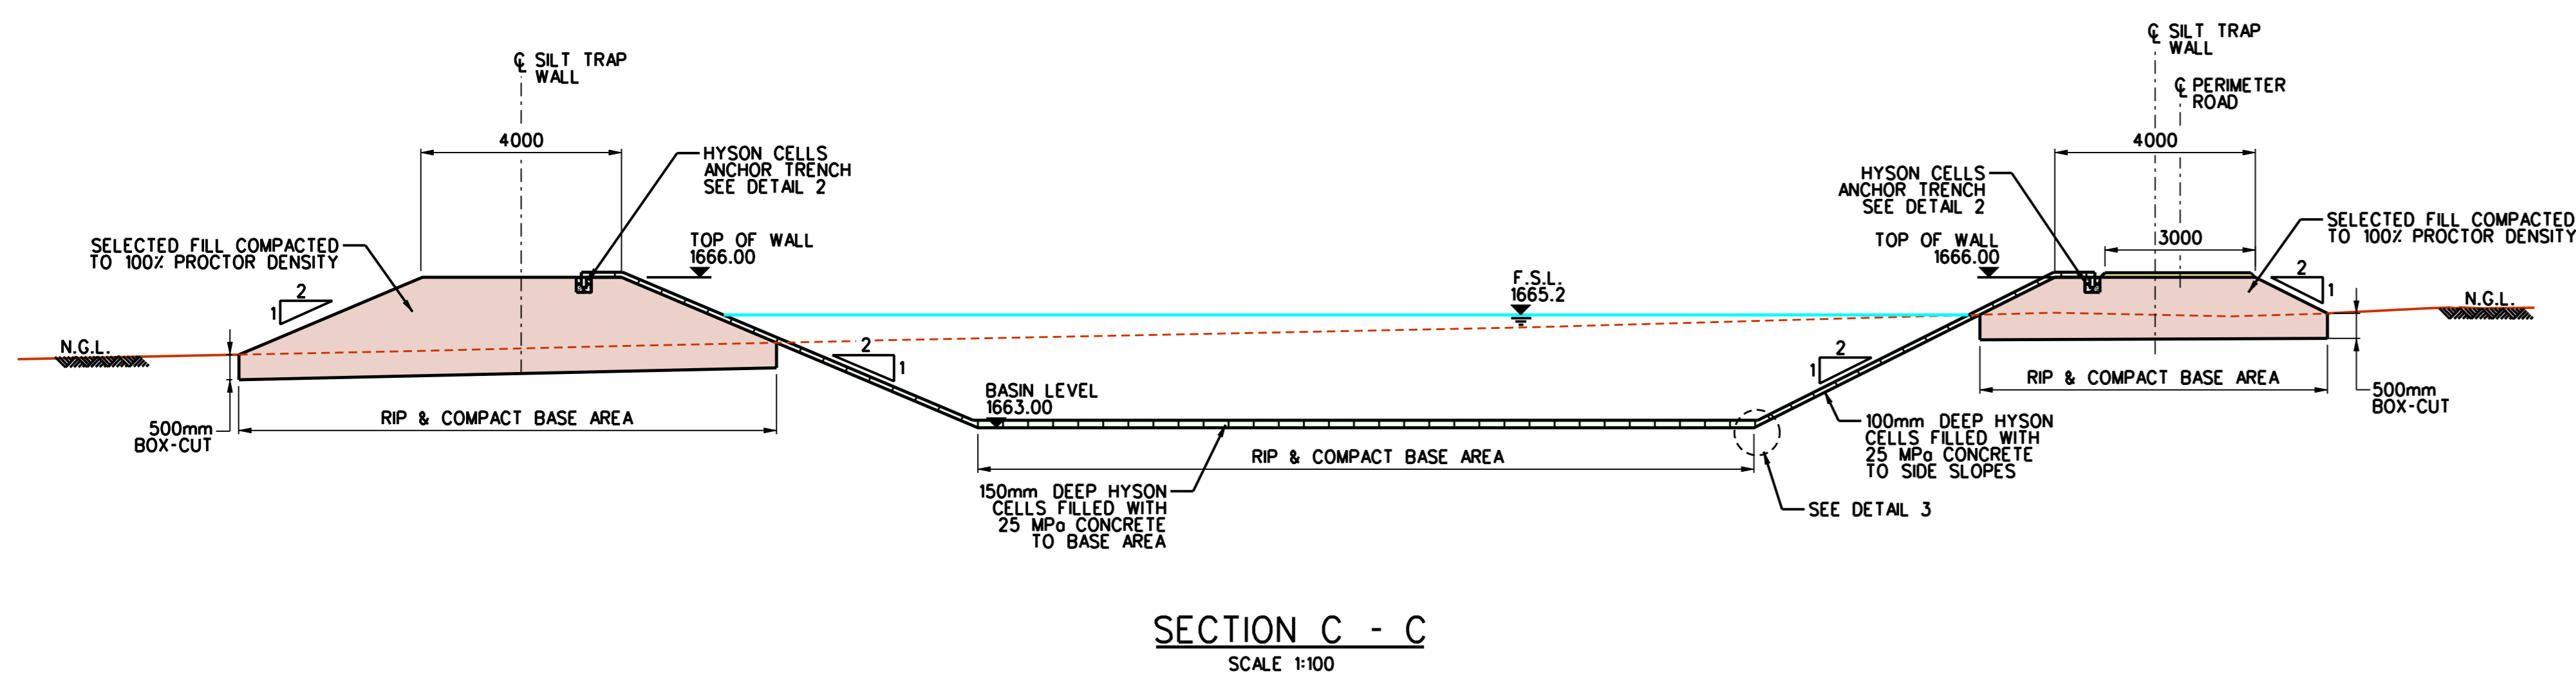 ℄ SILT TRAP
WALL
4000
HYSON CELLS
ANCHOR TRENCH
SEE DETAIL 2
SELECTED FILL COMPACTED
TO 100% PROCTOR DENSITY
TOP OF WALL
1666.00
2
1
N.G.L.
500mm
BOX-CUT
RIP & COMPACT BASE AREA
2
1
BASIN LEVEL
1663.00
F.S.L.
1665.2
RIP & COMPACT BASE AREA
150mm DEEP HYSON
CELLS FILLED WITH
25 MPa CONCRETE
TO BASE AREA
℄ SILT TRAP
WALL
℄ PERIMETER
ROAD
4000
HYSON CELLS
ANCHOR TRENCH
SEE DETAIL 2
TOP OF WALL
1666.00
3000
SELECTED FILL COMPACTED
TO 100% PROCTOR DENSITY
2
1
N.G.L.
2
1
RIP & COMPACT BASE AREA
500mm
BOX-CUT
100mm DEEP HYSON
CELLS FILLED WITH
25 MPa CONCRETE
TO SIDE SLOPES
SEE DETAIL 3
SECTION C - C
SCALE 1:100